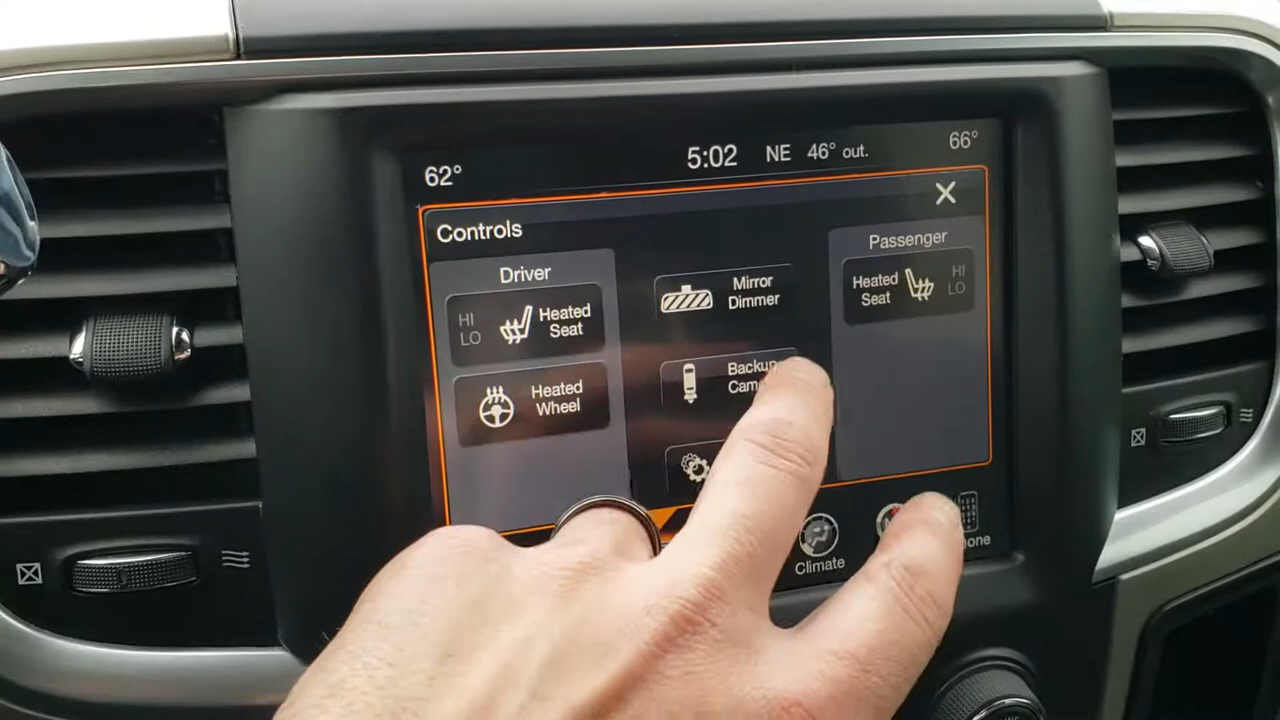 62°
5:02 NE 46° out.
66°
Controls
Driver
HI
LO
Heated
Seat
Heated
Wheel
Mirror
Dimmer
Backup
Passenger
Heated
Seat
HI
LO
Climate